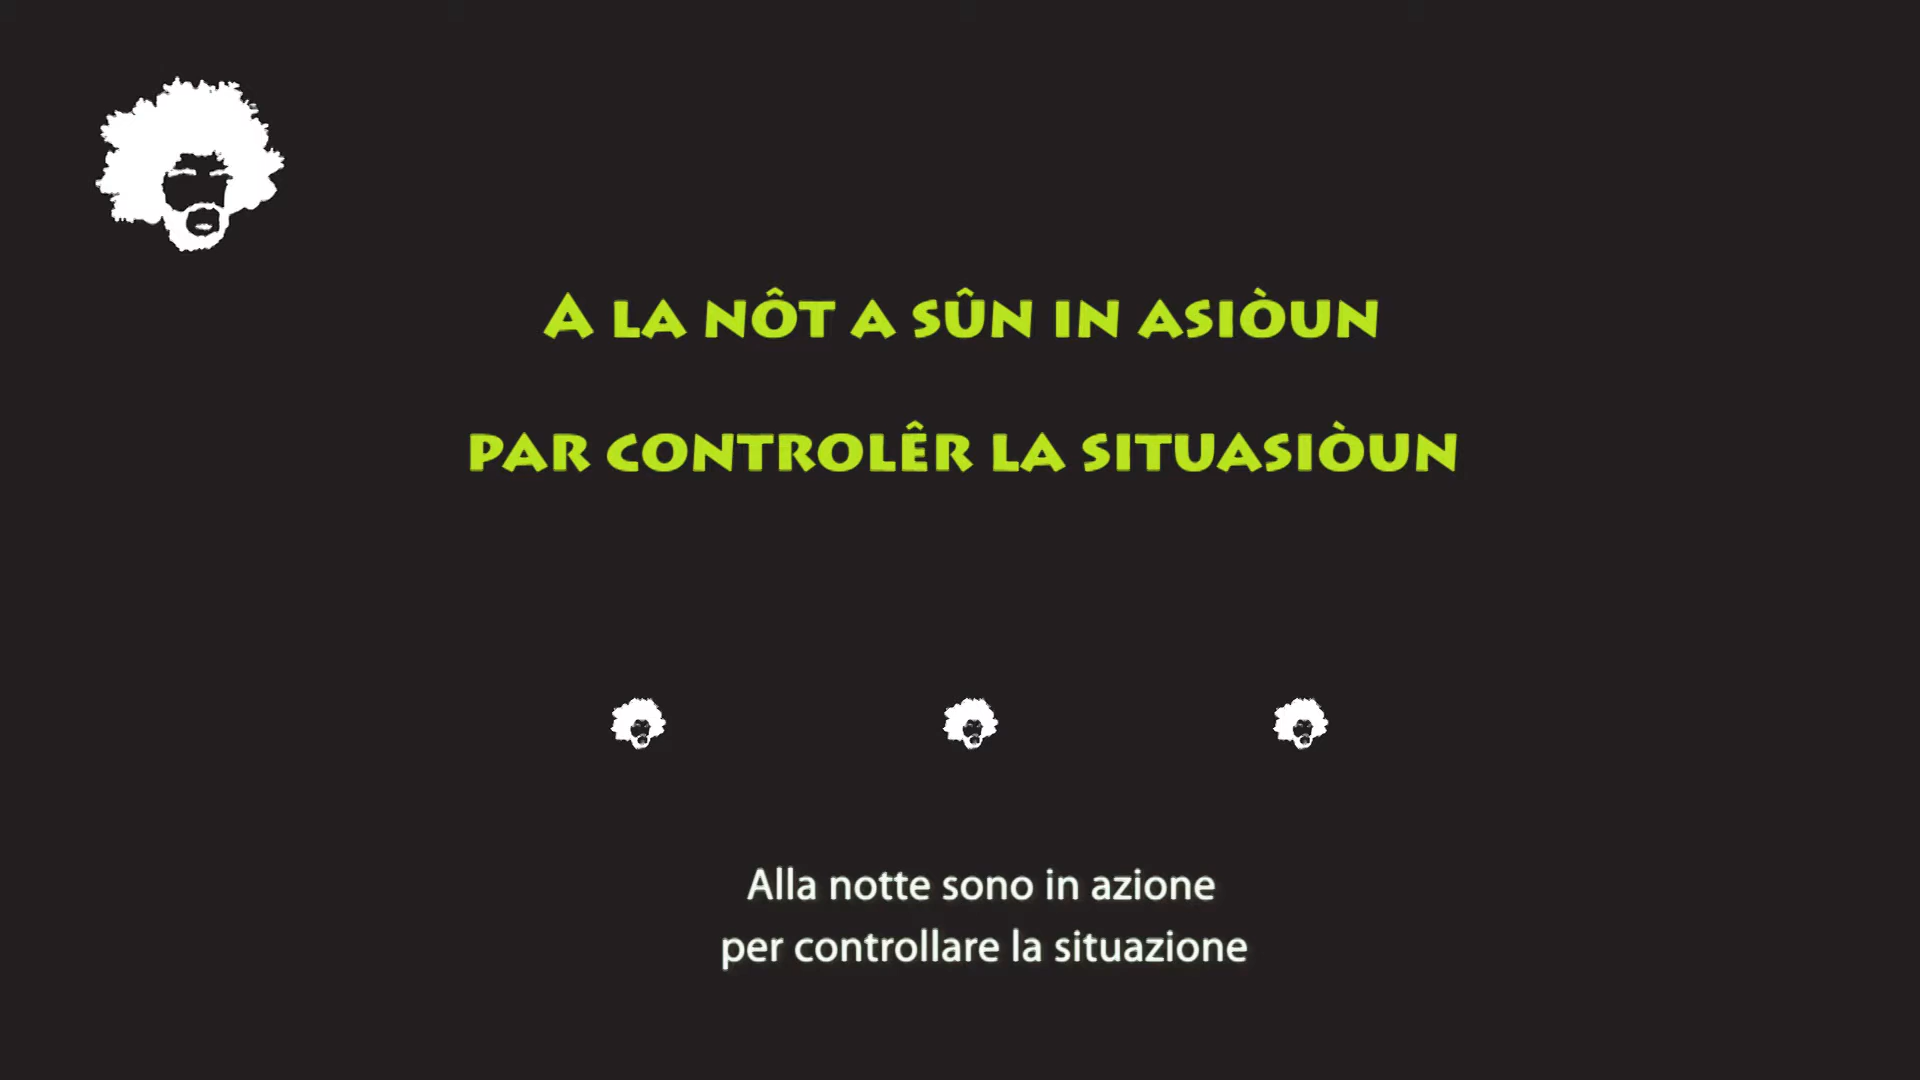 A LA NÔT A SÛN IN ASIÒUN
PAR CONTROLÊR LA SITUASIÒUN
Alla notte sono in azione
per controllare la situazione